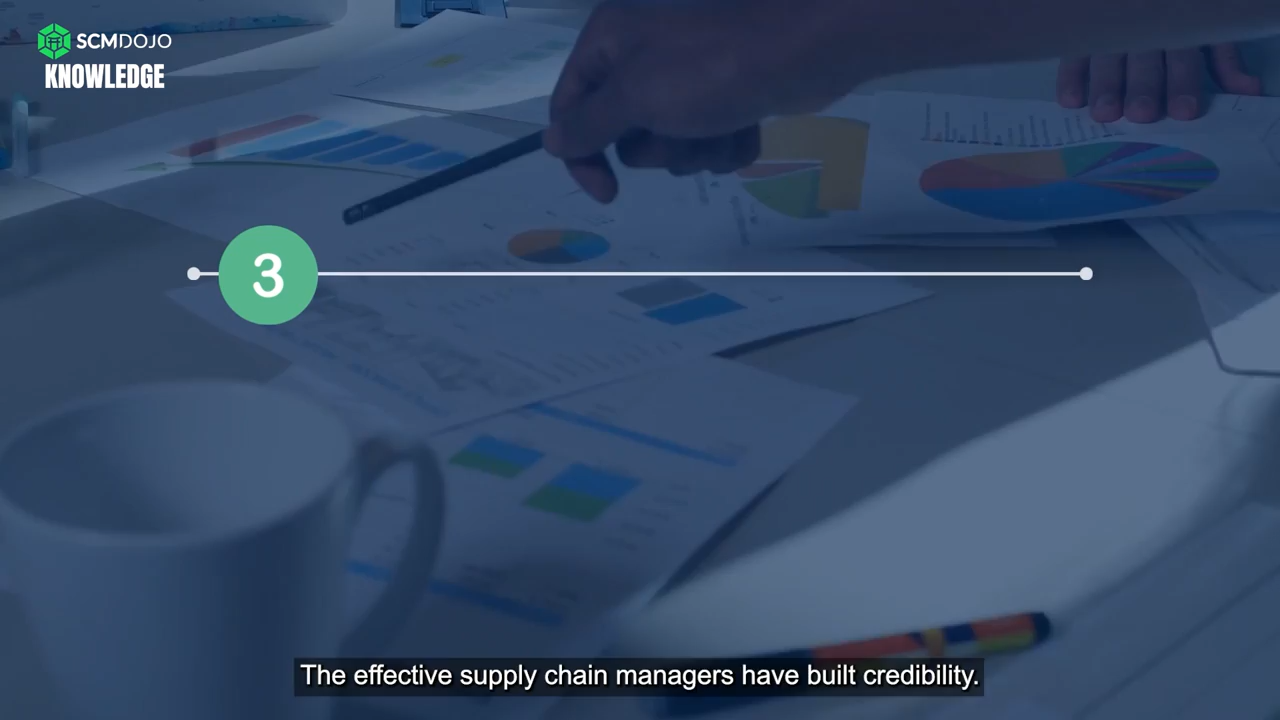 SCMDOJO
KNOWLEDGE
3
The effective supply chain managers have built credibility.